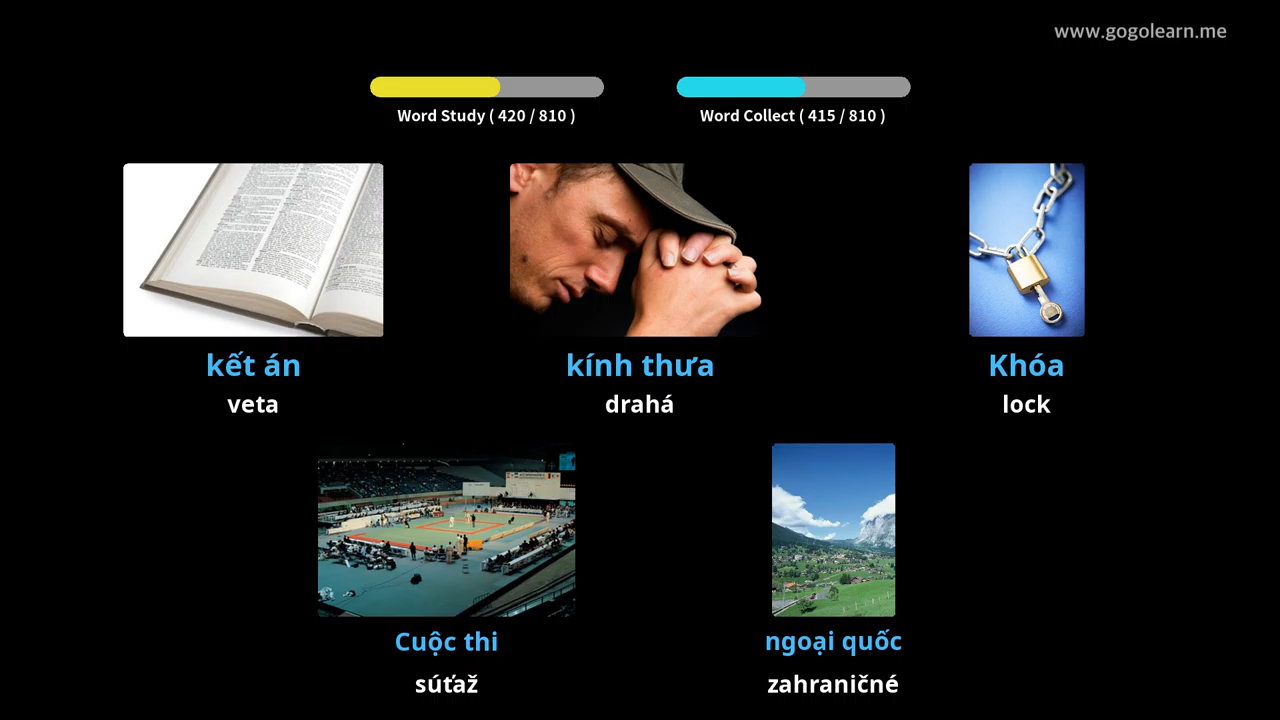 www.gogolearn.me
Word Study ( 420 / 810 )
Word Collect ( 415 / 810 )
kết án
veta
kính thưa
drahá
Khóa
lock
Cuộc thi
súťaž
ngoại quốc
zahraničné